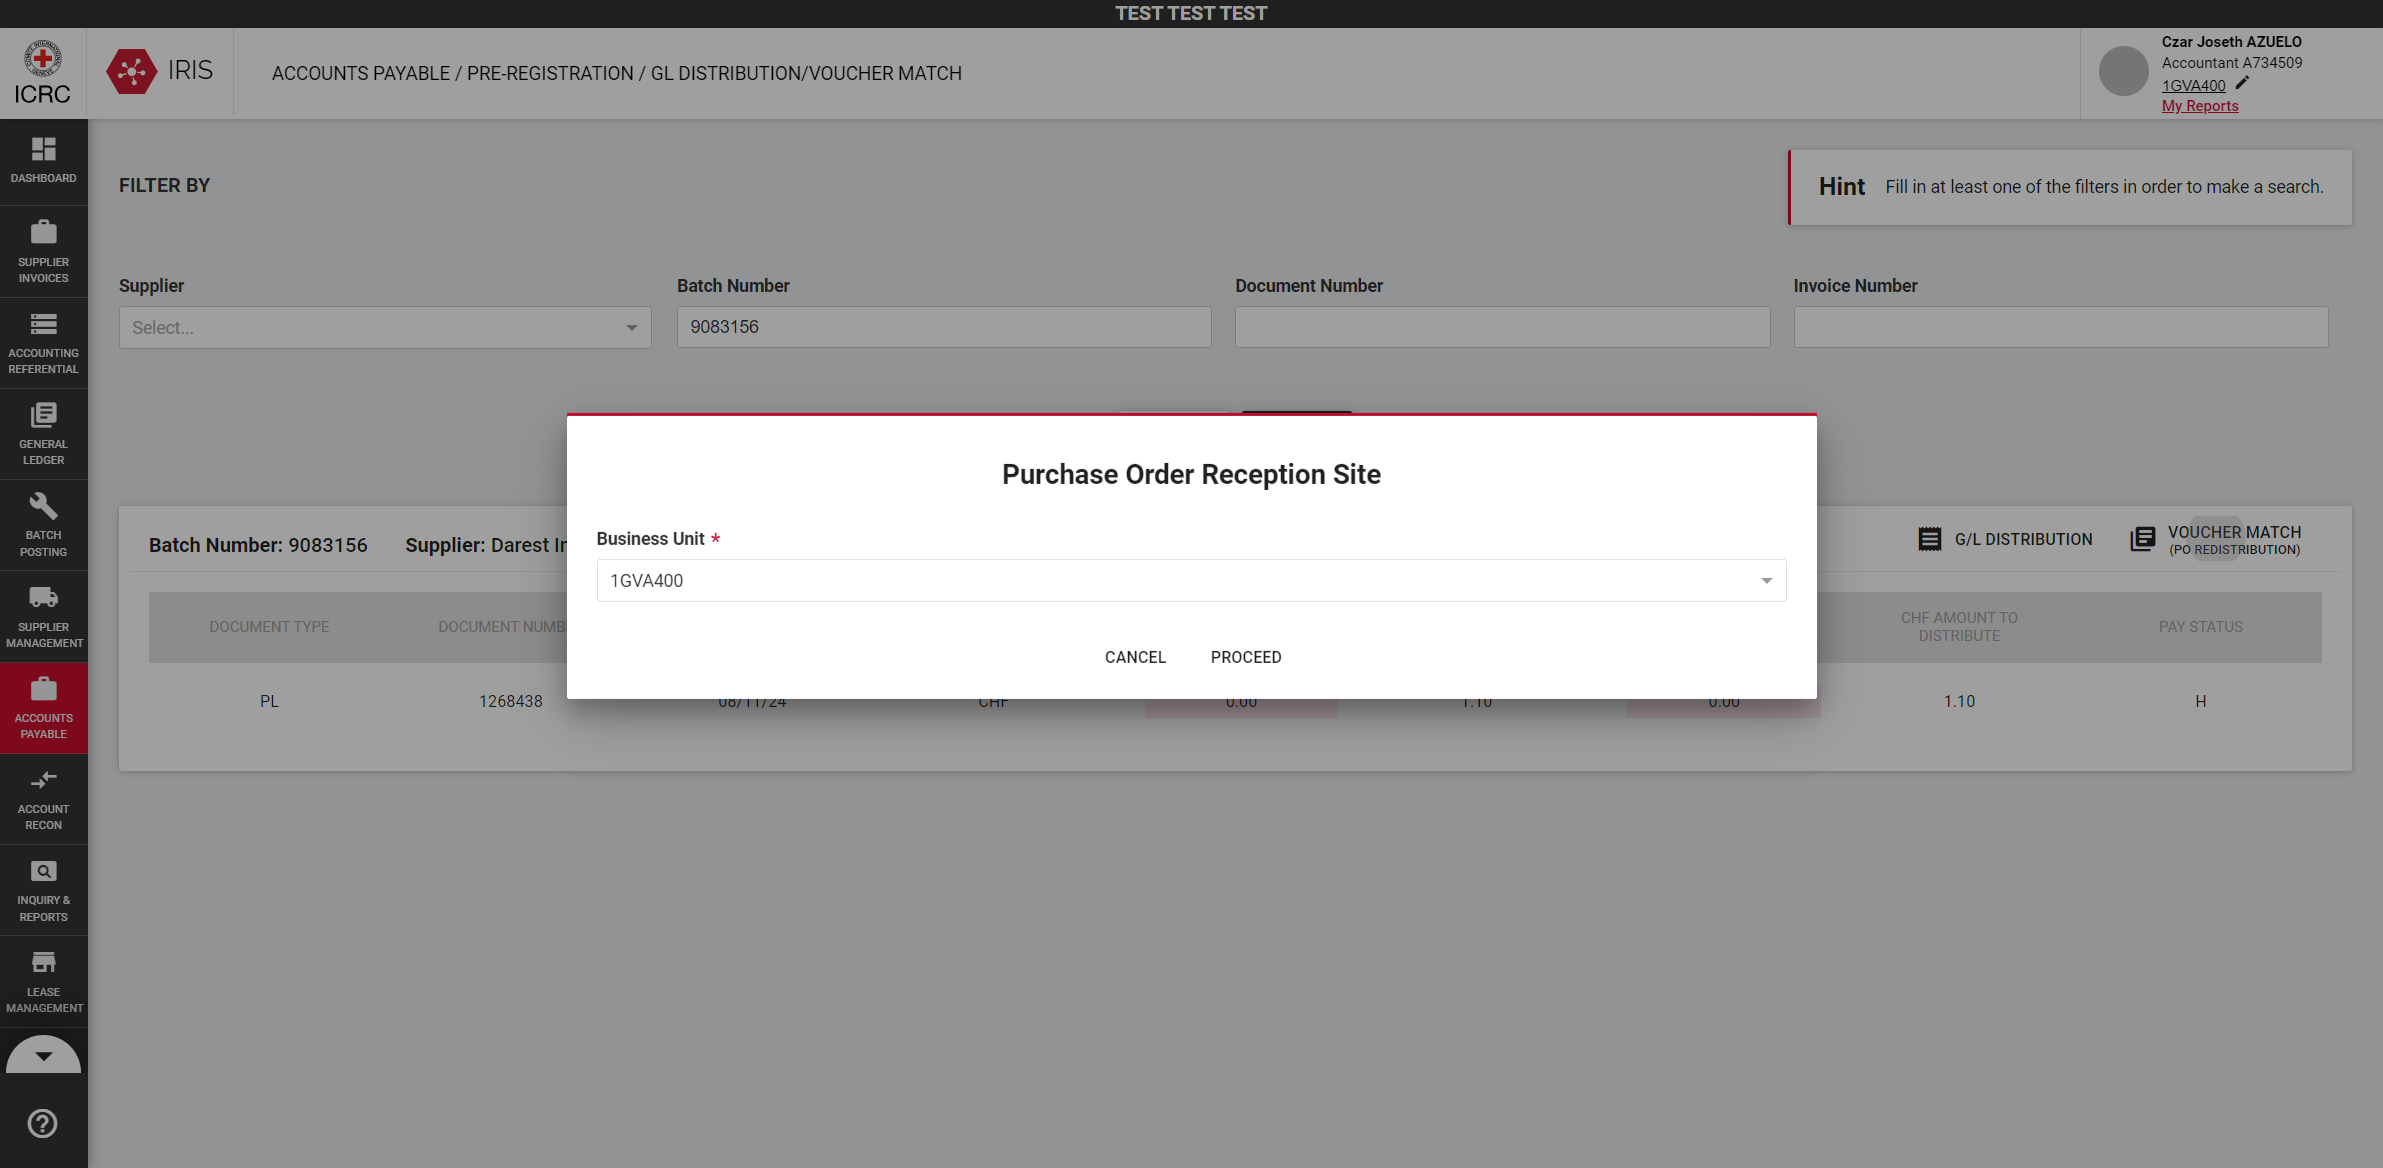 TEST TEST TEST
ICRC
IRIS
ACCOUNTS PAYABLE / PRE-REGISTRATION / GL DISTRIBUTION/VOUCHER MATCH
Czar Joseth AZUELO
Accountant A734509
1GVA400
My Reports
DASHBOARD
SUPPLIER
INVOICES
ACCOUNTING
REFERENTIAL
GENERAL
LEDGER
BATCH
POSTING
SUPPLIER
MANAGEMENT
ACCOUNTS
PAYABLE
ACCOUNT
RECON
INQUIRY &
REPORTS
LEASE
MANAGEMENT
FILTER BY
Hint Fill in at least one of the filters in order to make a search.
Supplier Batch Number Document Number Invoice Number
Select... 9083156
Purchase Order Reception Site
Business Unit *
1GVA400
CANCEL PROCEED
Batch Number: 9083156 Supplier: Darest
G/L DISTRIBUTION
VOUCHER MATCH
(PO REDISTRIBUTION)
DOCUMENT TYPE DOCUMENT NUMB
CHF AMOUNT TO
DISTRIBUTE
PAY STATUS
PL 1268438 08/11/24 CHF 0.00 1.10 0.00 1.10 H